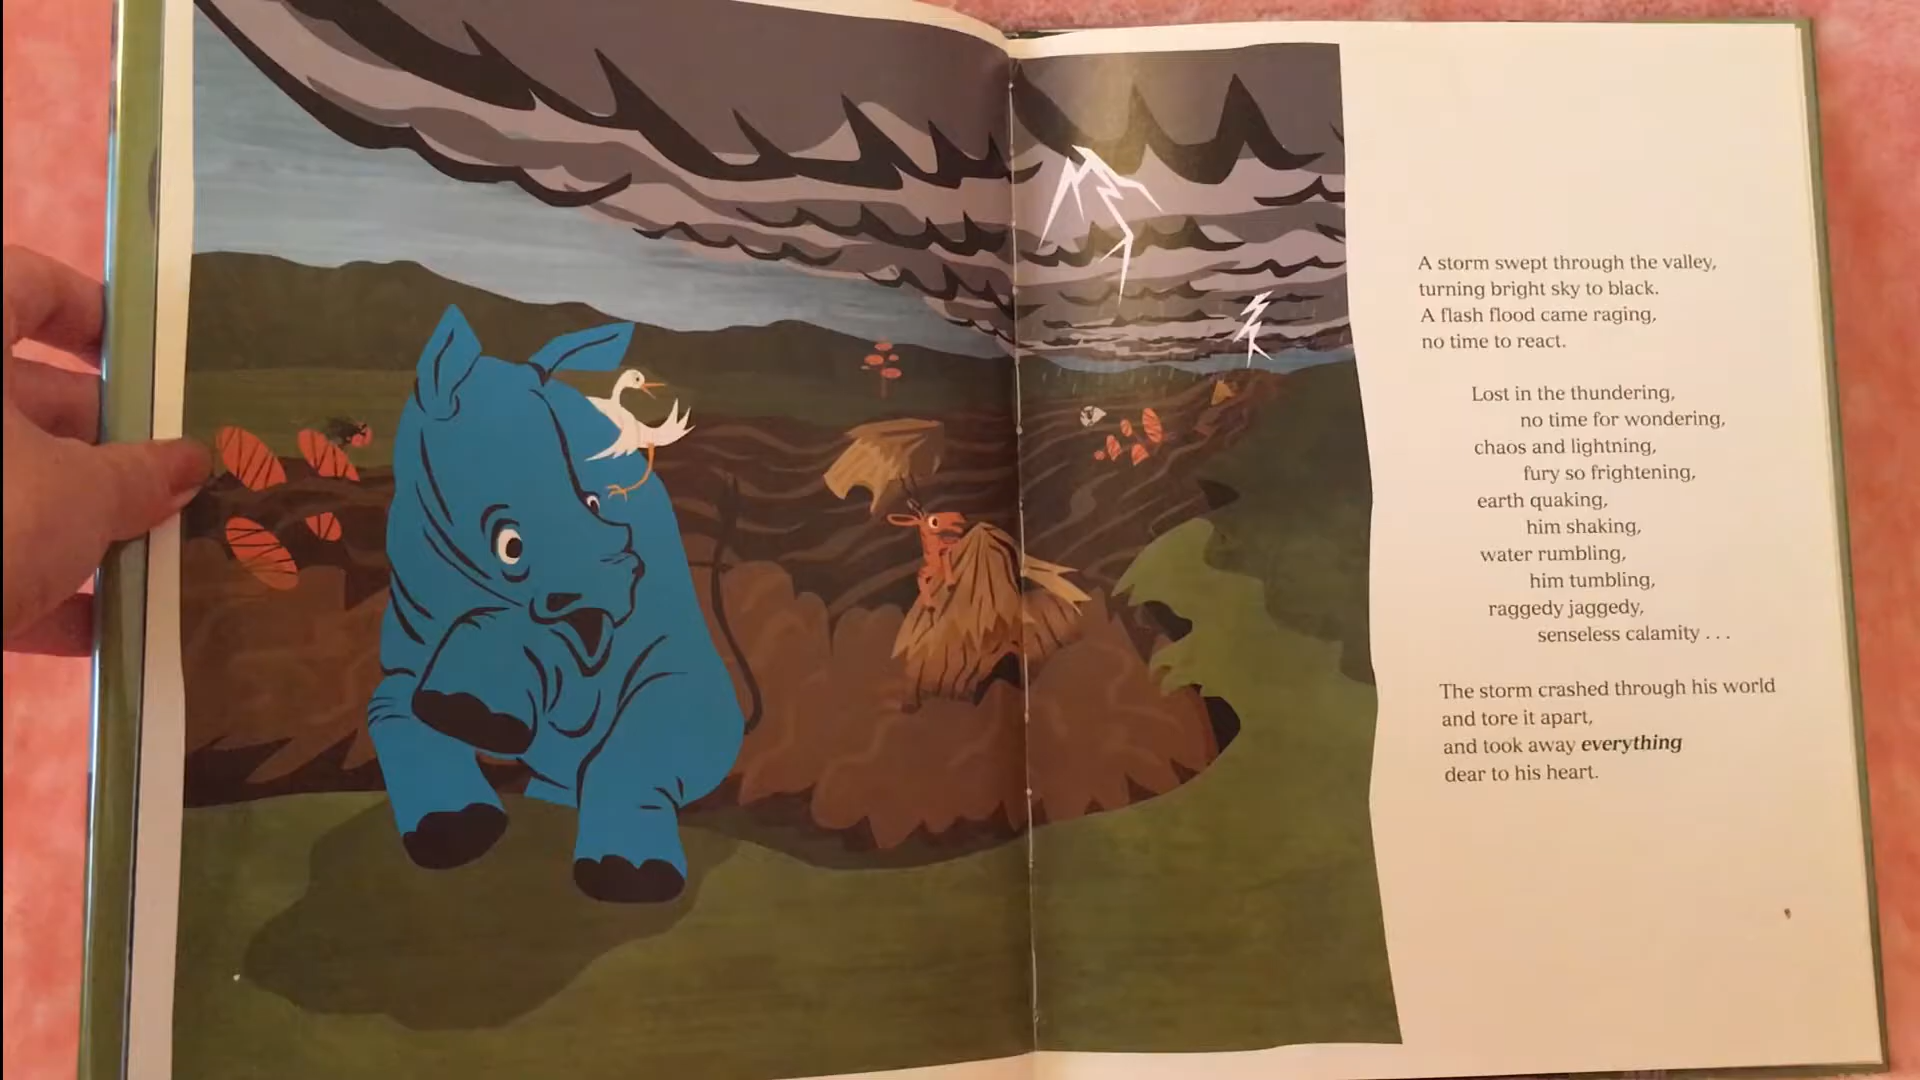 A storm swept through the valley,
turning bright sky to black.
A flash flood came raging,
no time to react.
Lost in the thundering,
no time for wondering,
chaos and lightning,
fury so frightening,
earth quaking,
him shaking,
water rumbling,
him tumbling,
raggedy jaggedy,
senseless calamity . . .
The storm crashed through his world
and tore it apart,
and took away everything
dear to his heart.